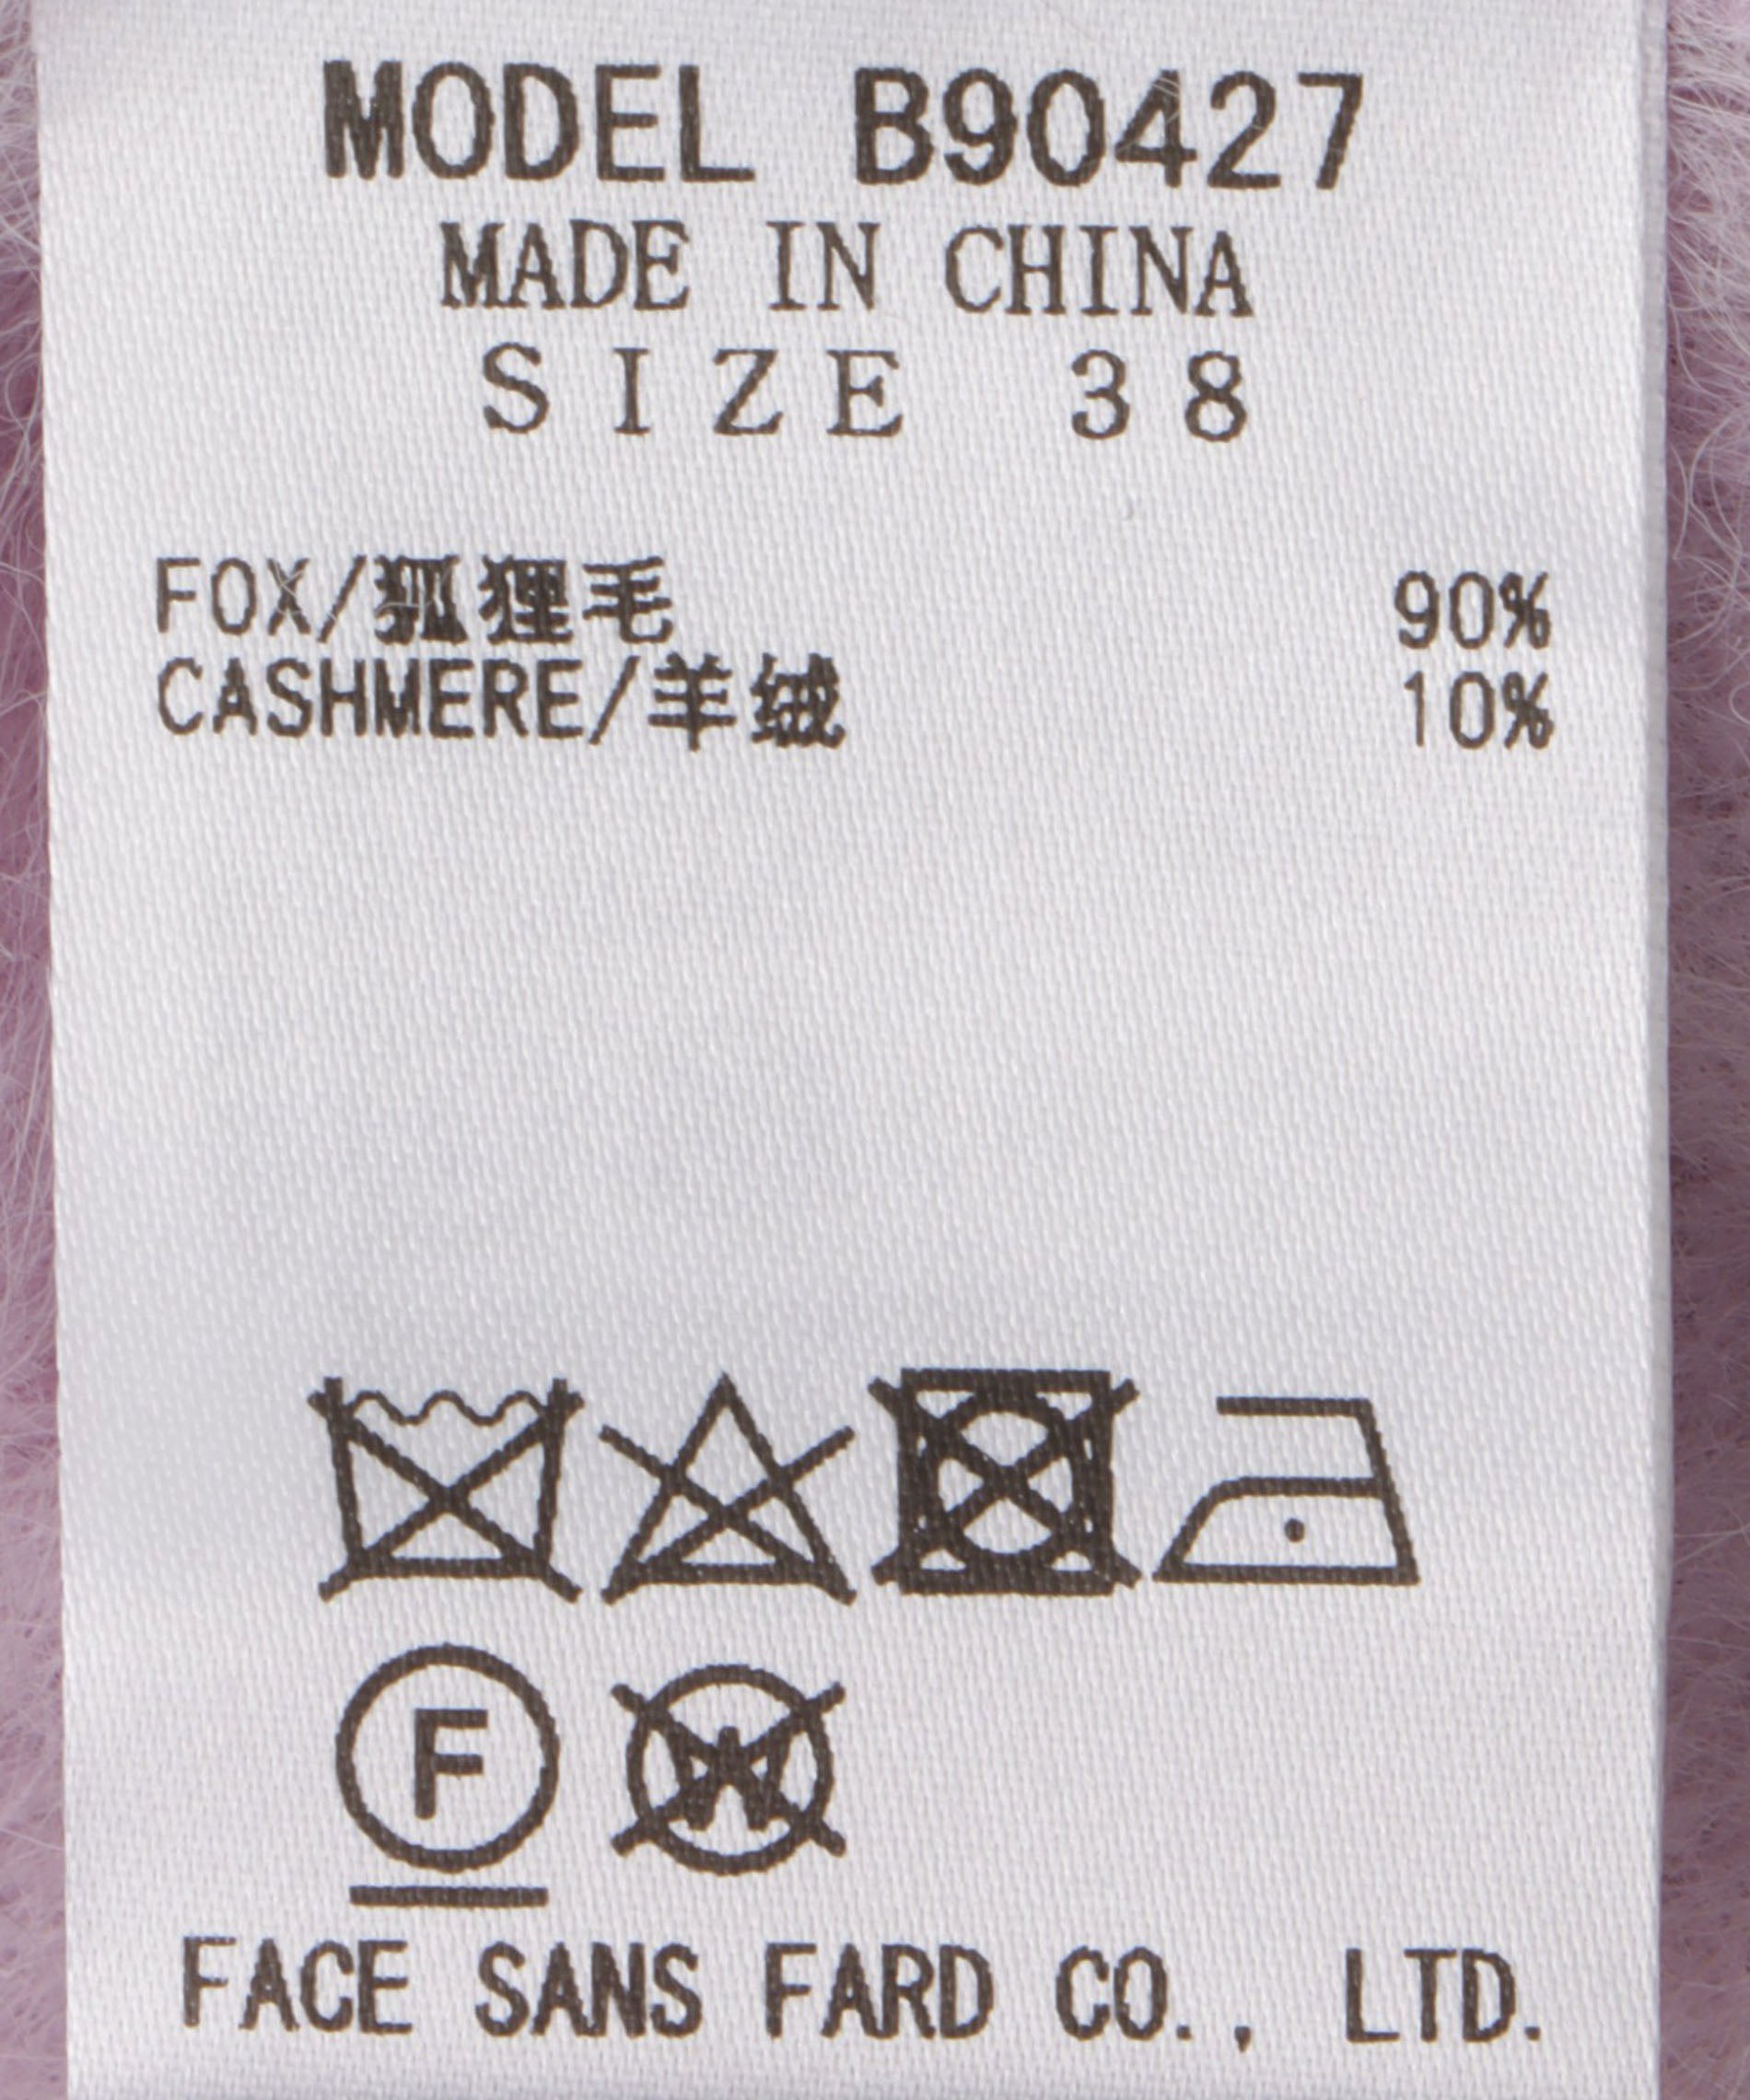 MODEL B90427
MADE IN CHINA
SIZE 38
FOX/狐狸毛 90%
CASHMERE/羊绒 10%
F W
FACE SANS FARD CO., LTD.